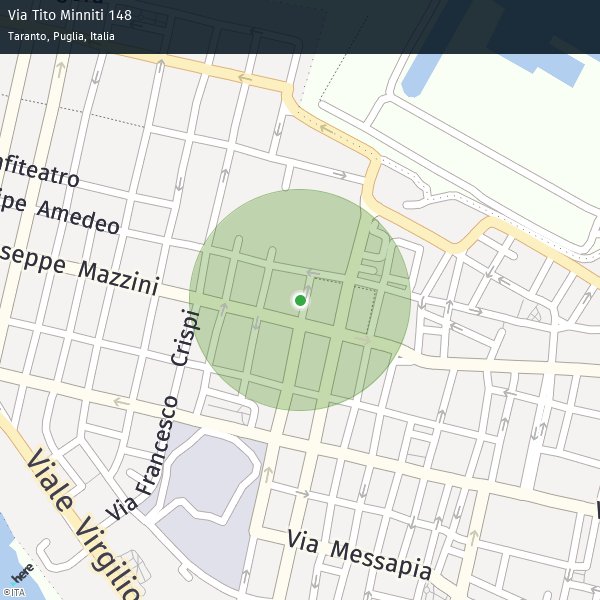 Via Tito Minniti 148
Taranto, Puglia, Italia
nfiteatro
ipe Amedeo
seppe Mazzini
Via Francesco Crispi
Viale Virgilio
Via Messapia
here
©ITA